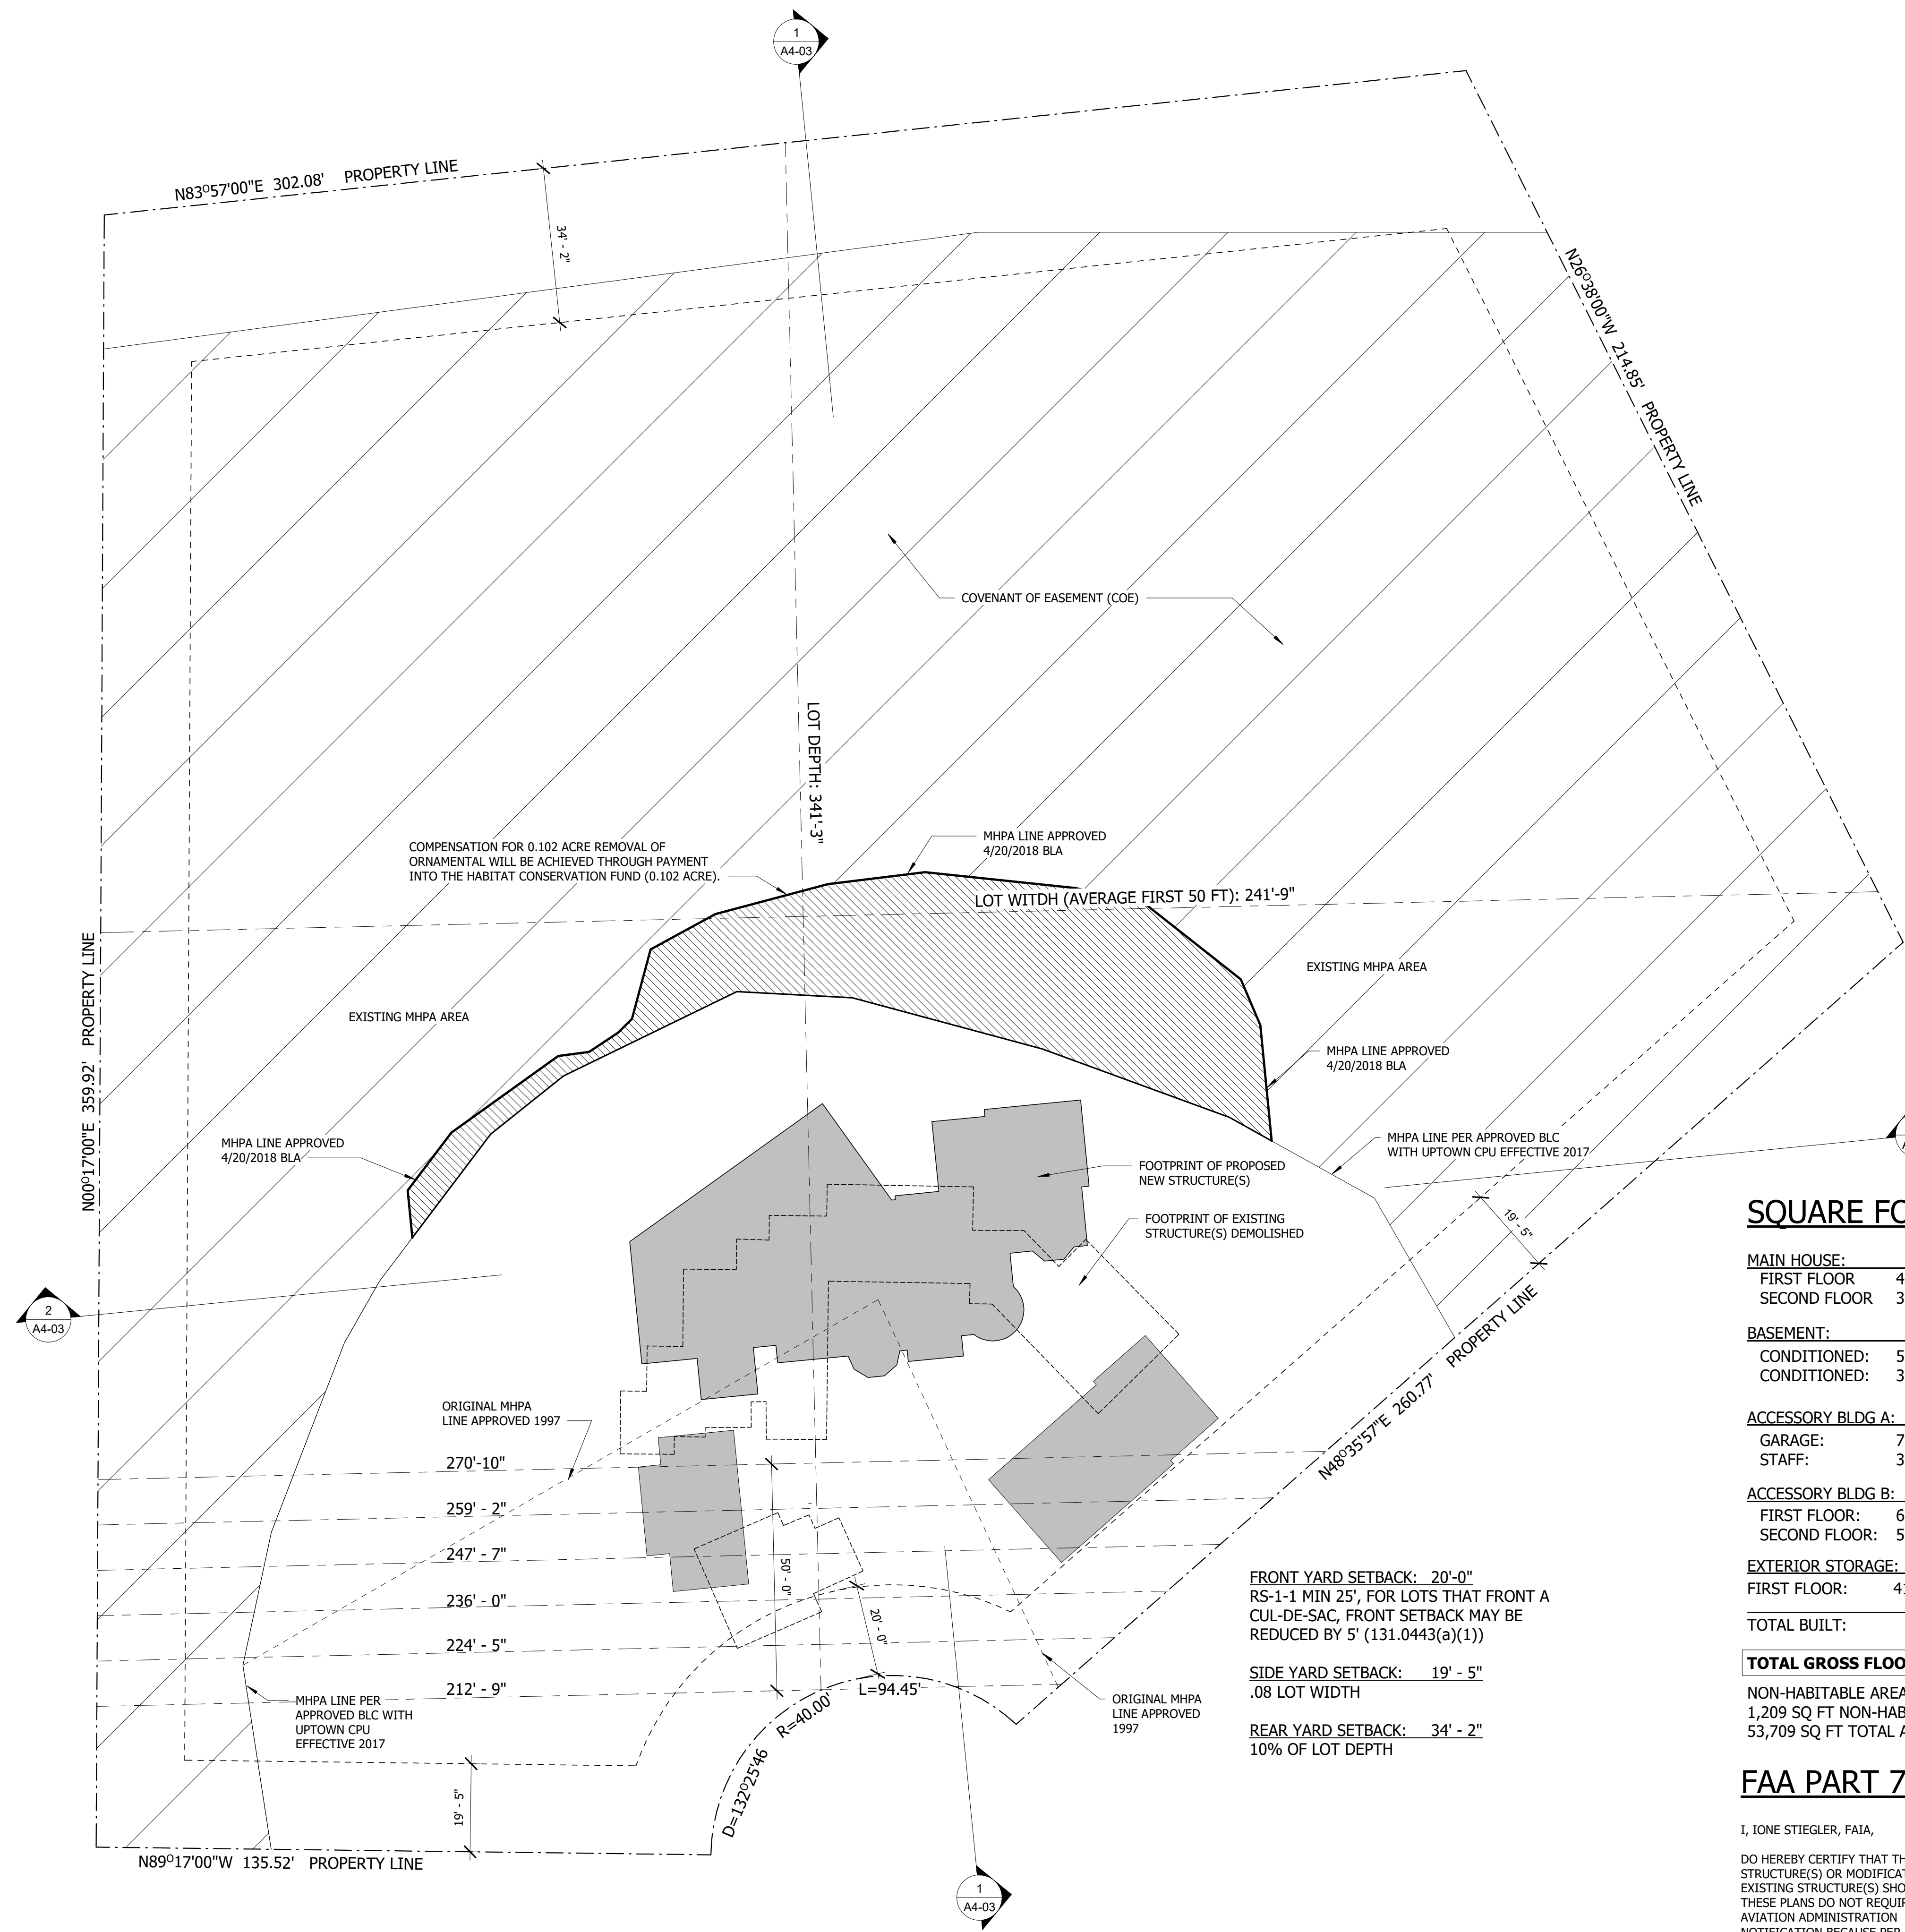 1
A4-03
N83°57'00"E 302.08' PROPERTY LINE
34' - 2"
N26°38'00"W 214.85' PROPERTY LINE
COVENANT OF EASEMENT (COE)
LOT DEPTH: 341'-3"
COMPENSATION FOR 0.102 ACRE REMOVAL OF
ORNAMENTAL WILL BE ACHIEVED THROUGH PAYMENT
INTO THE HABITAT CONSERVATION FUND (0.102 ACRE).
MHPA LINE APPROVED
4/20/2018 BLA
LOT WITDH (AVERAGE FIRST 50 FT): 241'-9"
EXISTING MHPA AREA
EXISTING MHPA AREA
N00°17'00"E 359.92' PROPERTY LINE
MHPA LINE APPROVED
4/20/2018 BLA
MHPA LINE APPROVED
4/20/2018 BLA
MHPA LINE PER APPROVED BLC
WITH UPTOWN CPU EFFECTIVE 2017
FOOTPRINT OF PROPOSED
NEW STRUCTURE(S)
FOOTPRINT OF EXISTING
STRUCTURE(S) DEMOLISHED
19' - 5"
2
A4-03
ORIGINAL MHPA
LINE APPROVED 1997
N48°35'57"E 260.77' PROPERTY LINE
270'-10"
259' - 2"
247' - 7"
236' - 0"
224' - 5"
212' - 9"
50' - 0"
20' - 0"
MHPA LINE PER
APPROVED BLC WITH
UPTOWN CPU
EFFECTIVE 2017
19' - 5"
D=132°25'46
R=40.00'
L=94.45'
ORIGINAL MHPA
LINE APPROVED
1997
N89°17'00"W 135.52' PROPERTY LINE
1
A4-03
FRONT YARD SETBACK: 20'-0"
RS-1-1 MIN 25', FOR LOTS THAT FRONT A
CUL-DE-SAC, FRONT SETBACK MAY BE
REDUCED BY 5' (131.0443(a)(1))
SIDE YARD SETBACK: 19' - 5"
.08 LOT WIDTH
REAR YARD SETBACK: 34' - 2"
10% OF LOT DEPTH
SQUARE FO
MAIN HOUSE:
FIRST FLOOR 4
SECOND FLOOR 3
BASEMENT:
CONDITIONED: 5
CONDITIONED: 3
ACCESSORY BLDG A:
GARAGE: 7
STAFF: 3
ACCESSORY BLDG B:
FIRST FLOOR: 6
SECOND FLOOR: 5
EXTERIOR STORAGE:
FIRST FLOOR: 41
TOTAL BUILT:
TOTAL GROSS FLOO
NON-HABITABLE AREA
1,209 SQ FT NON-HAB
53,709 SQ FT TOTAL A
FAA PART 7
I, IONE STIEGLER, FAIA,
DO HEREBY CERTIFY THAT TH
STRUCTURE(S) OR MODIFICAT
EXISTING STRUCTURE(S) SHO
THESE PLANS DO NOT REQUIR
AVIATION ADMINISTRATION
NOTIFICATION BECAUSE PER